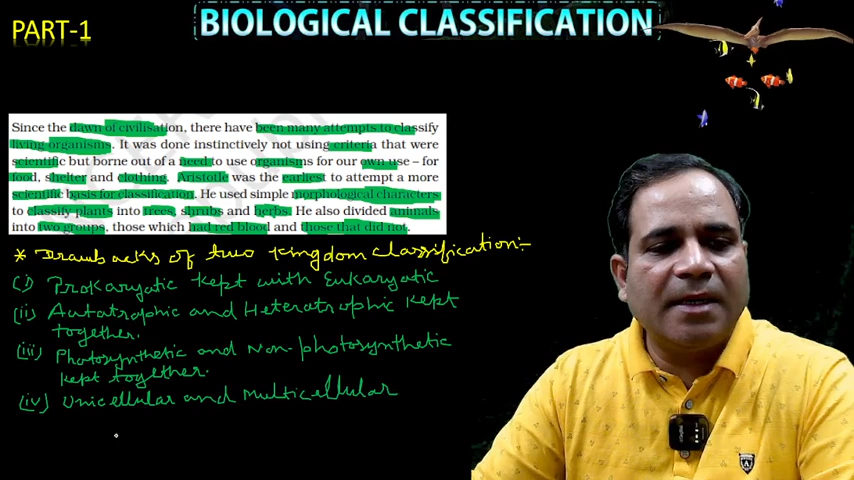 PART-1
BIOLOGICAL CLASSIFICATION
Since the dawn of civilisation, there have been many attempts to classify
living organisms. It was done instinctively not using criteria that were
scientific but borne out of a need to use organisms for our own use – for
food, shelter and clothing. Aristotle was the earliest to attempt a more
scientific basis for classification. He used simple morphological characters
to classify plants into trees, shrubs and herbs. He also divided animals
into two groups, those which had red blood and those that did not.
* Drawbacks of two Kingdom classification:-
(i) Prokaryotic kept with Eukaryotic
(ii) Autotrophic and Heterotrophic kept
together.
(iii) Photosynthetic and Non-photosynthetic
kept together.
(iv) Unicellular and Multicellular